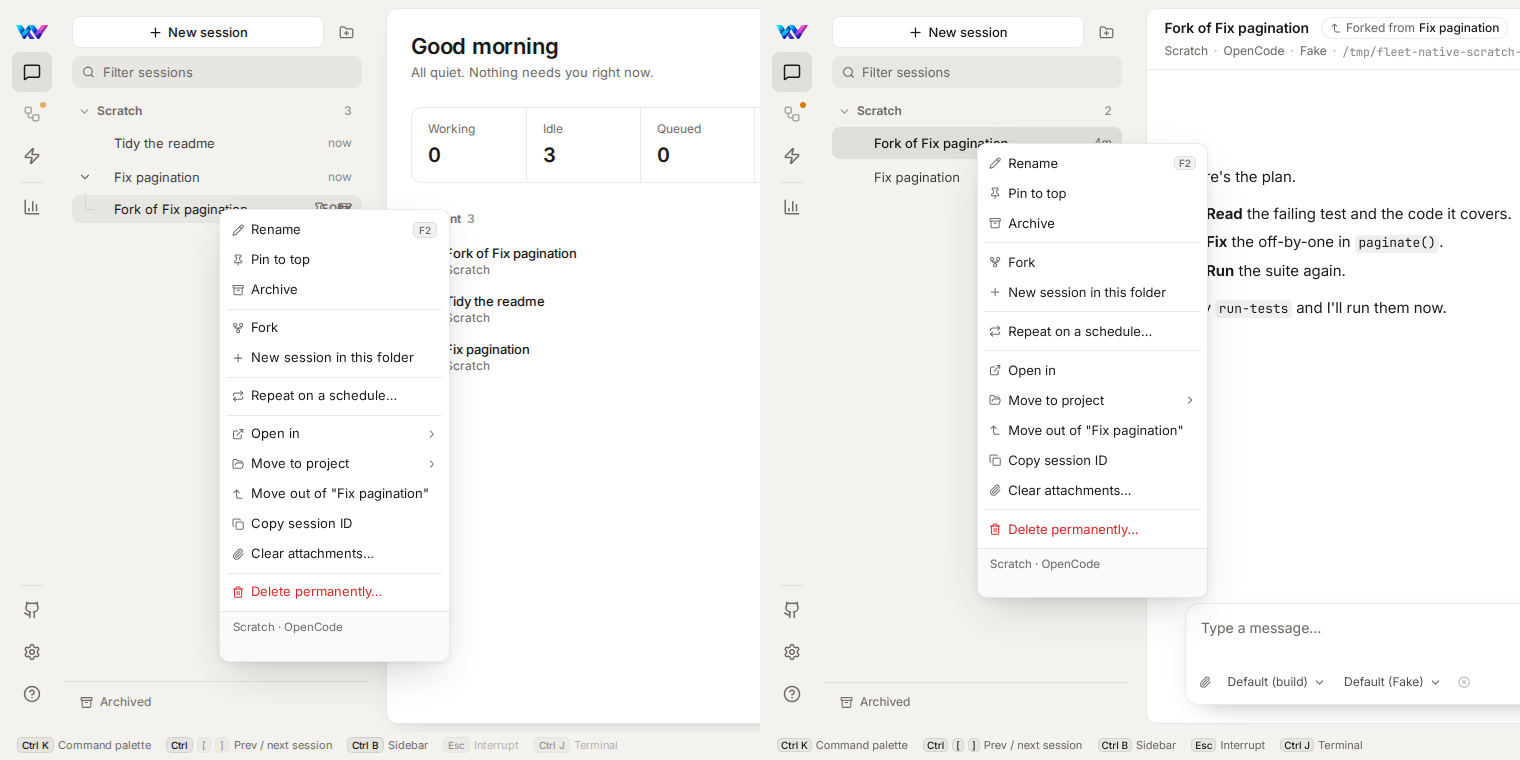 New session
Filter sessions
Scratch 3
Tidy the readme now
Fix pagination now
Fork of Fix pagination
Rename F2
Pin to top
Archive
Fork
New session in this folder
Repeat on a schedule...
Open in
Move to project
Move out of "Fix pagination"
Copy session ID
Clear attachments...
Delete permanently...
Scratch · OpenCode
Archived
Good morning
All quiet. Nothing needs you right now.
Working Idle Queued
0 3 0
3
Fork of Fix pagination
Scratch
Tidy the readme
Scratch
Fix pagination
Scratch
Ctrl K Command palette Ctrl [ ] Prev / next session Ctrl B Sidebar Esc Interrupt Ctrl J Terminal
New session
Filter sessions
Scratch 2
Fork of Fix pagination 4m
Fix pagination
Rename F2
Pin to top
Archive
Fork
New session in this folder
Repeat on a schedule...
Open in
Move to project
Move out of "Fix pagination"
Copy session ID
Clear attachments...
Delete permanently...
Scratch · OpenCode
Archived
Fork of Fix pagination Forked from Fix pagination
Scratch · OpenCode · Fake · /tmp/fleet-native-scratch-
the plan.
Read the failing test and the code it covers.
Fix the off-by-one in paginate().
Run the suite again.
run-tests and I'll run them now.
Type a message...
Default (build) Default (Fake)
Ctrl K Command palette Ctrl [ ] Prev / next session Ctrl B Sidebar Esc Interrupt Ctrl J Terminal